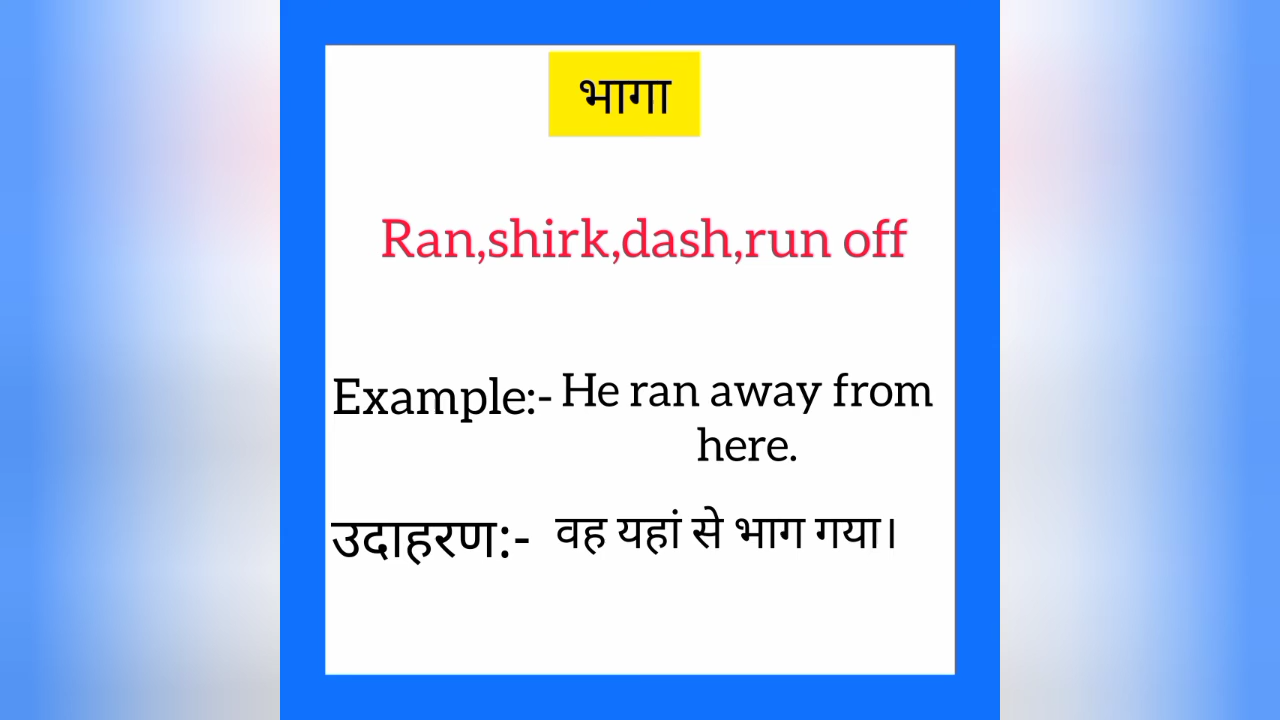 भागा
Ran,shirk,dash,run off
Example:- He ran away from
here.
उदाहरण:- वह यहां से भाग गया।